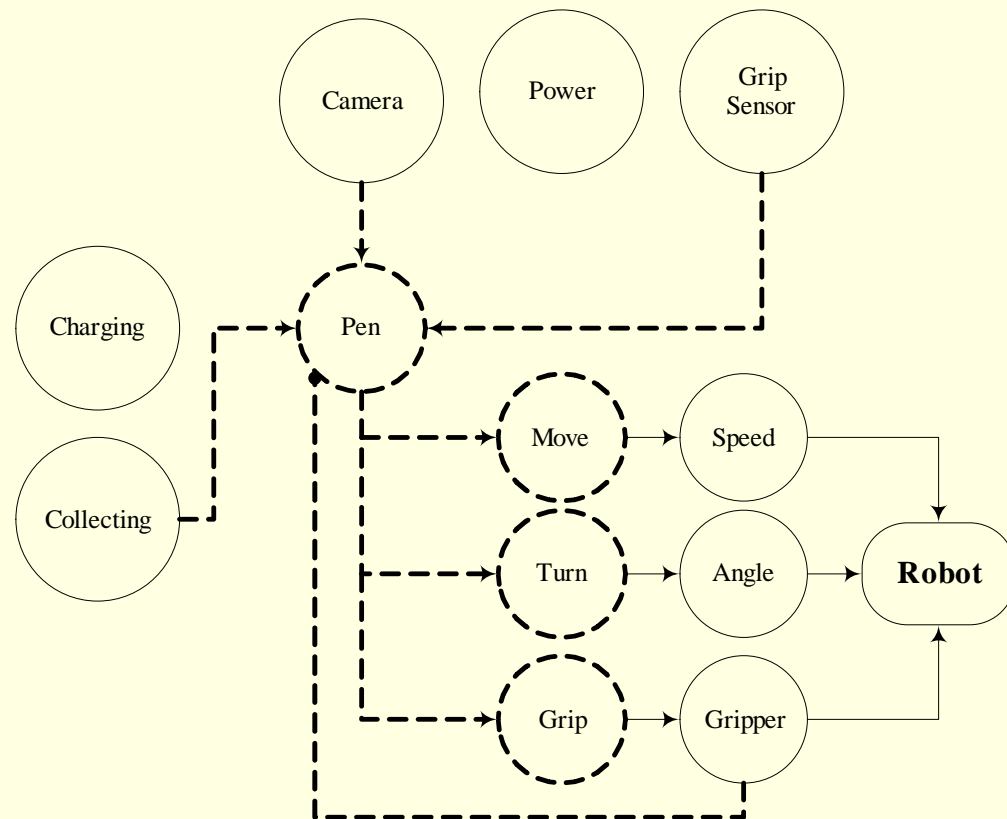 Camera
Power
Grip
Sensor
Charging
Pen
Collecting
Move
Speed
Turn
Angle
Robot
Grip
Gripper